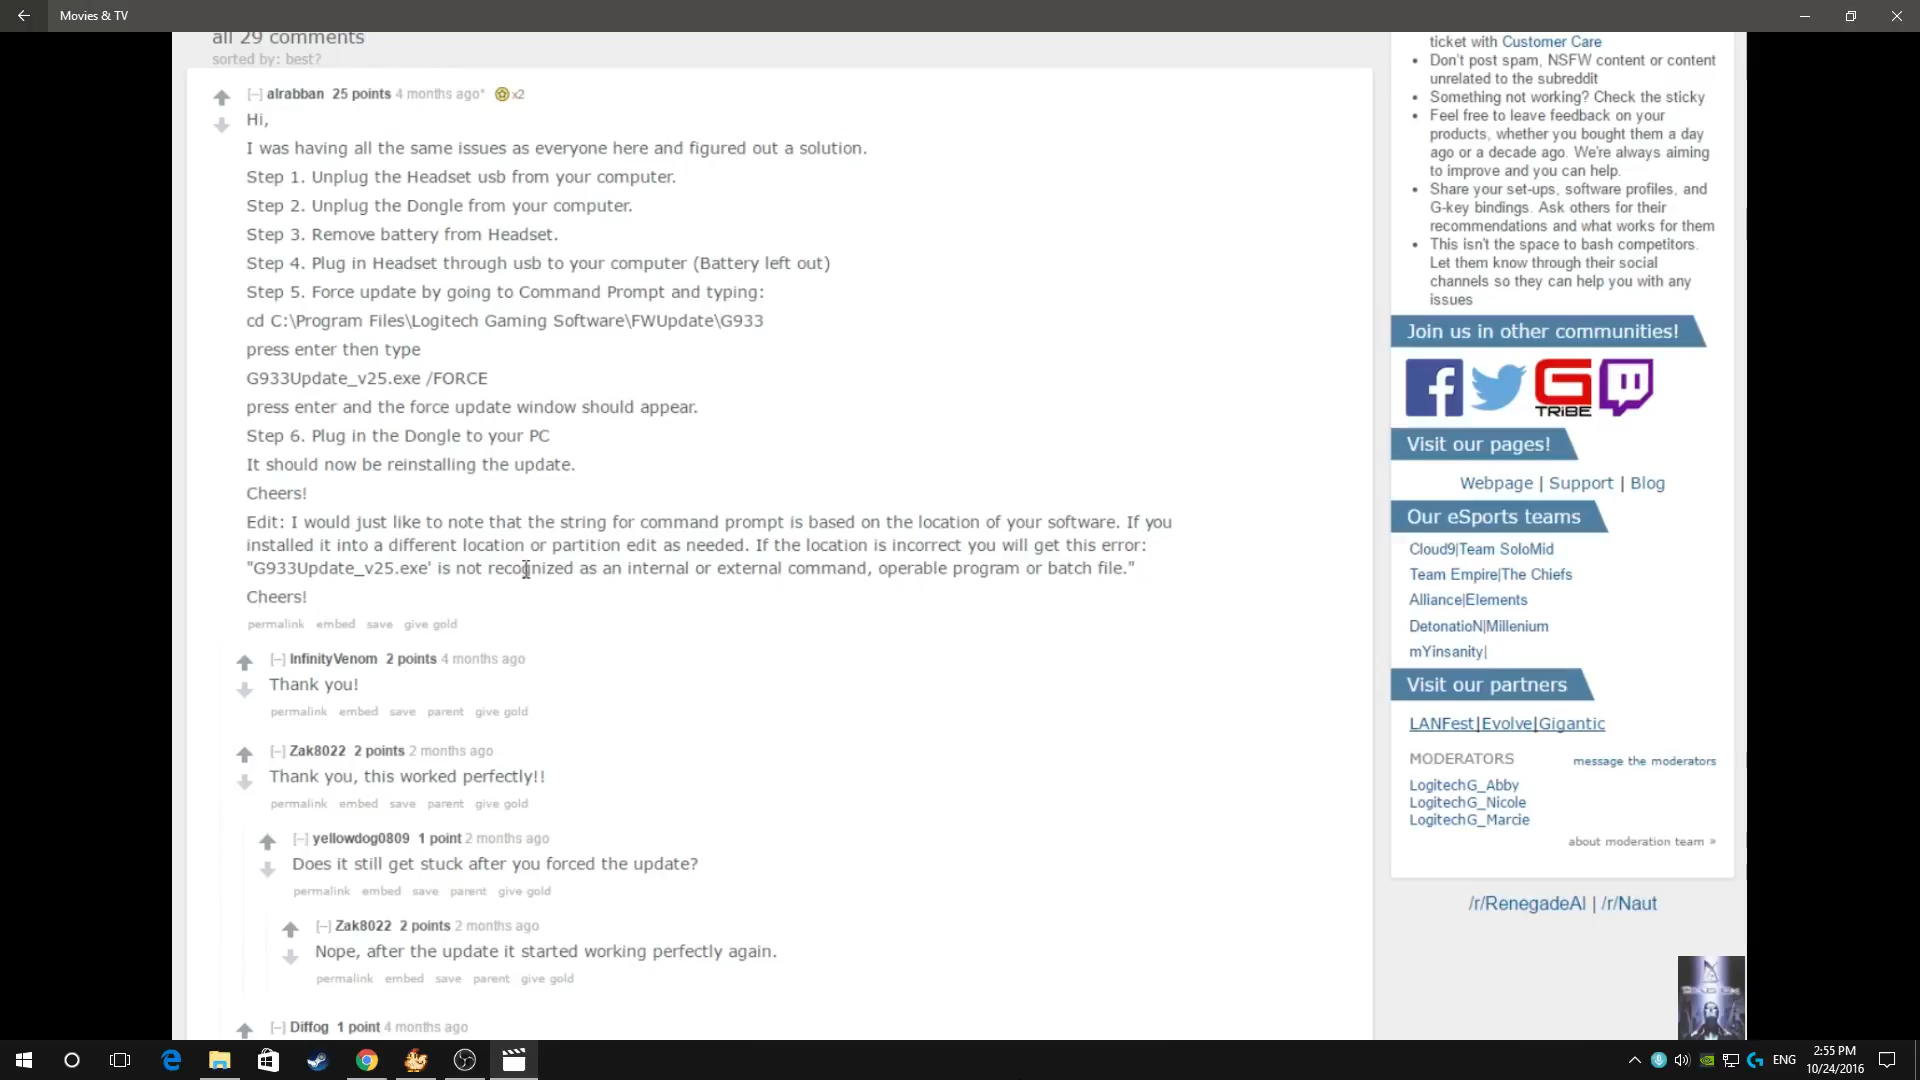 Movies & TV
all 29 comments
sorted by: best?
[–] alrabban 25 points 4 months ago* x2
Hi,
I was having all the same issues as everyone here and figured out a solution.
Step 1. Unplug the Headset usb from your computer.
Step 2. Unplug the Dongle from your computer.
Step 3. Remove battery from Headset.
Step 4. Plug in Headset through usb to your computer (Battery left out)
Step 5. Force update by going to Command Prompt and typing:
cd C:\Program Files\Logitech Gaming Software\FWUpdate\G933
press enter then type
G933Update_v25.exe /FORCE
press enter and the force update window should appear.
Step 6. Plug in the Dongle to your PC
It should now be reinstalling the update.
Cheers!
Edit: I would just like to note that the string for command prompt is based on the location of your software. If you
installed it into a different location or partition edit as needed. If the location is incorrect you will get this error:
"G933Update_v25.exe' is not recognized as an internal or external command, operable program or batch file."
Cheers!
permalink embed save give gold
[–] InfinityVenom 2 points 4 months ago
Thank you!
permalink embed save parent give gold
[–] Zak8022 2 points 2 months ago
Thank you, this worked perfectly!!
permalink embed save parent give gold
[–] yellowdog0809 1 point 2 months ago
Does it still get stuck after you forced the update?
permalink embed save parent give gold
[–] Zak8022 2 points 2 months ago
Nope, after the update it started working perfectly again.
permalink embed save parent give gold
[–] Diffog 1 point 4 months ago
ticket with Customer Care
Don't post spam, NSFW content or content
unrelated to the subreddit
Something not working? Check the sticky
Feel free to leave feedback on your
products, whether you bought them a day
ago or a decade ago. We're always aiming
to improve and you can help.
Share your set-ups, software profiles, and
G-key bindings. Ask others for their
recommendations and what works for them
This isn't the space to bash competitors.
Let them know through their social
channels so they can help you with any
issues
Join us in other communities!
G TRIBE
Visit our pages!
Webpage | Support | Blog
Our eSports teams
Cloud9|Team SoloMid
Team Empire|The Chiefs
Alliance|Elements
DetonatioN|Millenium
mYinsanity|
Visit our partners
LANFest|Evolve|Gigantic
MODERATORS message the moderators
LogitechG_Abby
LogitechG_Nicole
LogitechG_Marcie
about moderation team »
/r/RenegadeAI | /r/Naut
ENG
2:55 PM
10/24/2016